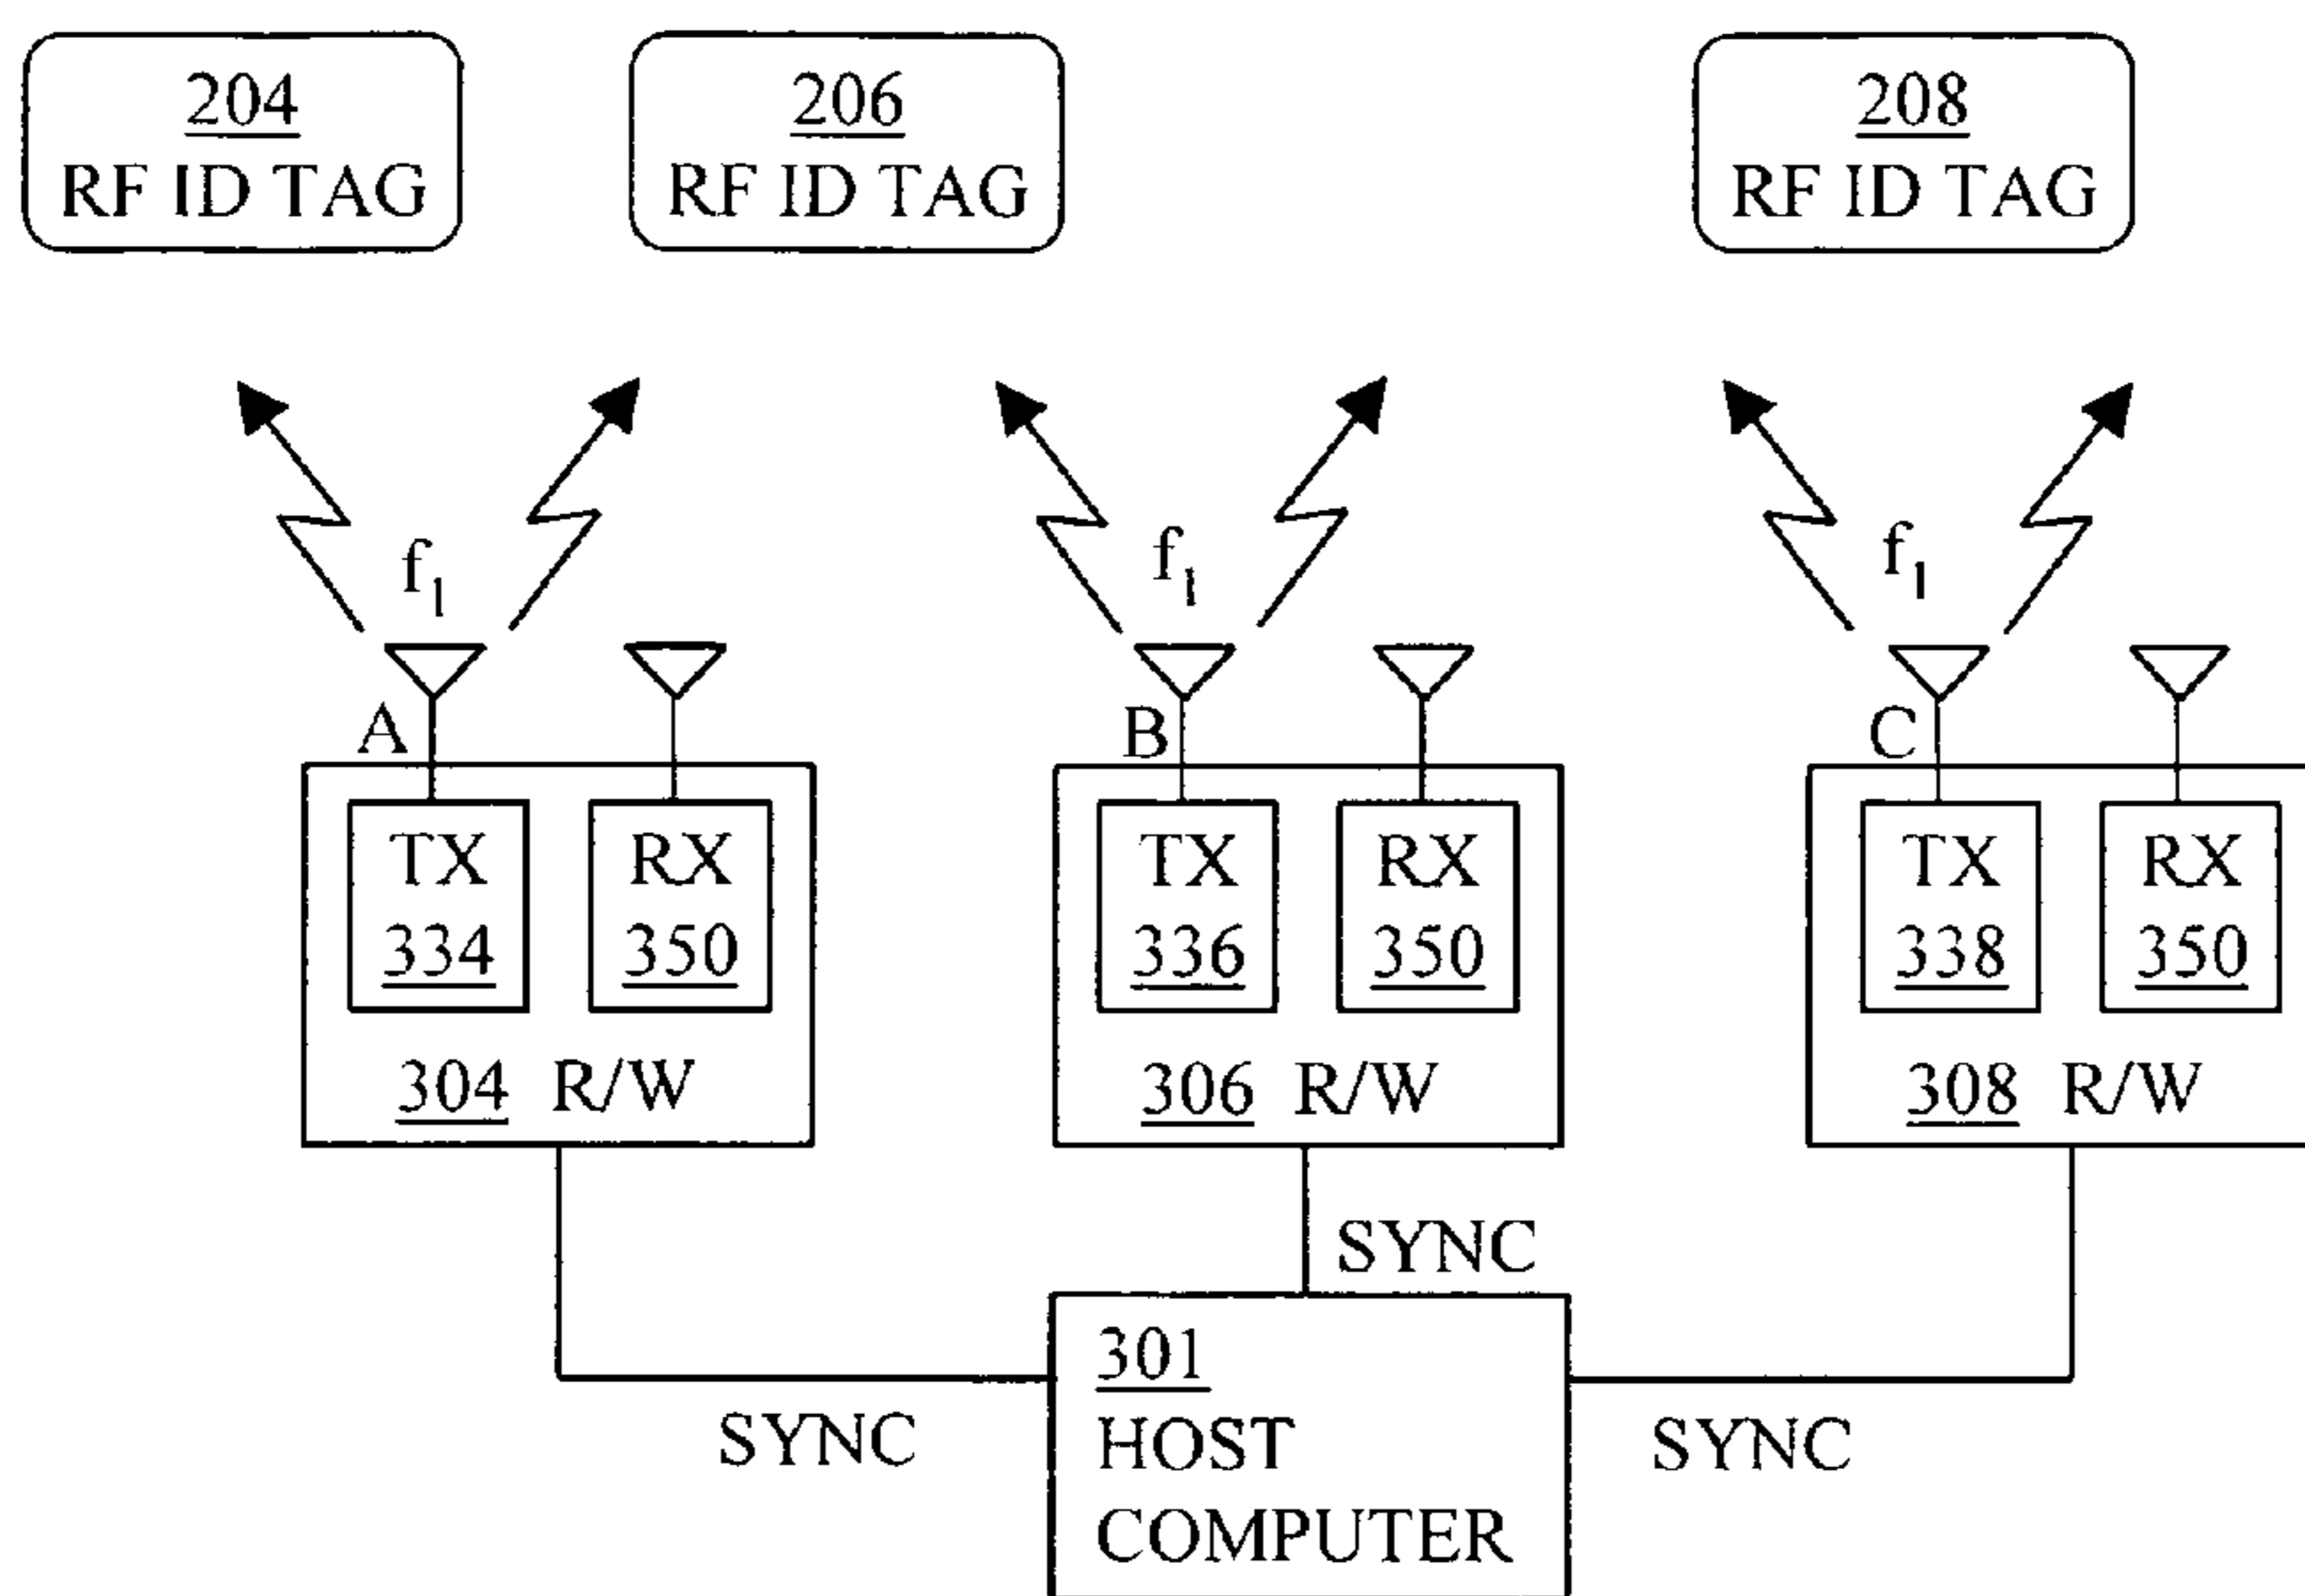 204
RF ID TAG
206
RF ID TAG
208
RF ID TAG
f1
f1
f1
A
B
C
TX
334
RX
350
304 R/W
TX
336
RX
350
306 R/W
TX
338
RX
350
308 R/W
SYNC
SYNC
SYNC
301
HOST
COMPUTER